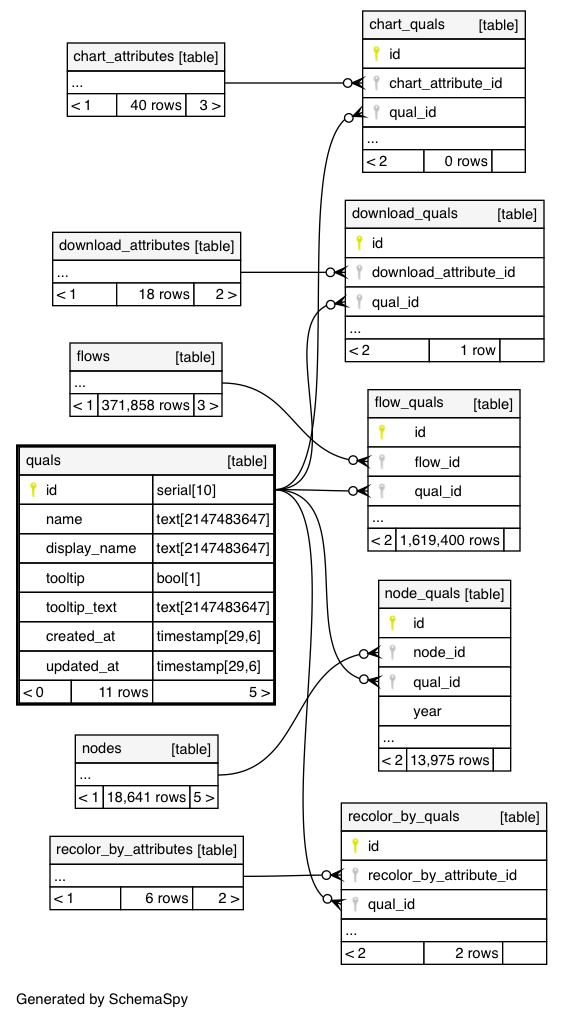 chart_quals [table]
id
chart_attribute_id
qual_id
...
< 2 0 rows
chart_attributes [table]
...
< 1 40 rows 3 >
download_quals [table]
id
download_attribute_id
qual_id
...
< 2 1 row
download_attributes [table]
...
< 1 18 rows 2 >
flows [table]
...
< 1 371,858 rows 3 >
flow_quals [table]
id
flow_id
qual_id
...
< 2 1,619,400 rows
quals [table]
id serial[10]
name text[2147483647]
display_name text[2147483647]
tooltip bool[1]
tooltip_text text[2147483647]
created_at timestamp[29,6]
updated_at timestamp[29,6]
< 0 11 rows 5 >
node_quals [table]
id
node_id
qual_id
year
...
< 2 13,975 rows
nodes [table]
...
< 1 18,641 rows 5 >
recolor_by_quals [table]
id
recolor_by_attribute_id
qual_id
...
< 2 2 rows
recolor_by_attributes [table]
...
< 1 6 rows 2 >
Generated by SchemaSpy